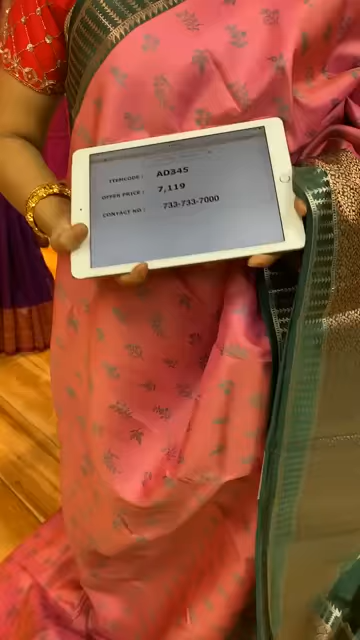 ITEMCODE : AD345
OFFER PRICE : 7,119
CONTACT NO : 733-733-7000